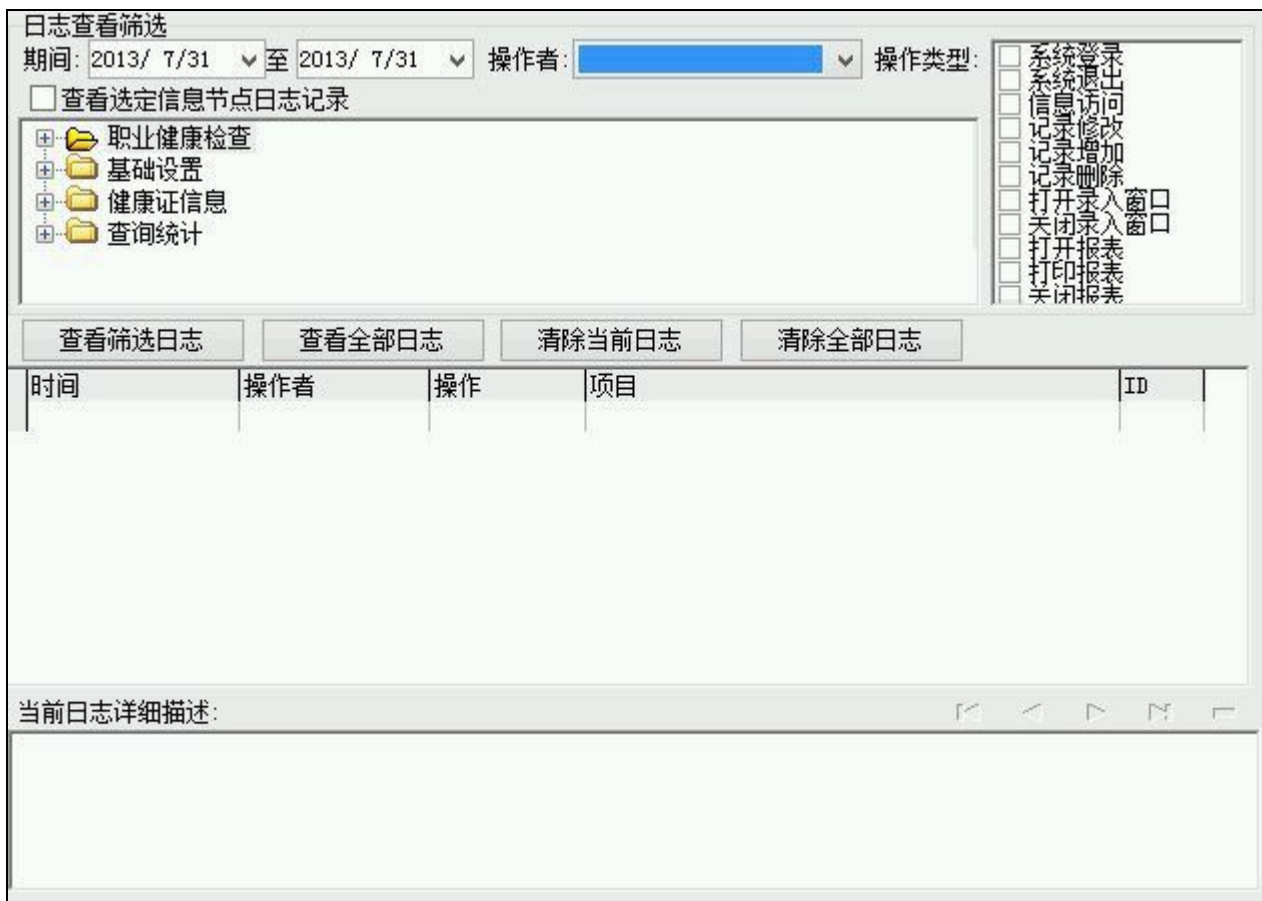 日志查看筛选
期间: 2013/ 7/31 至 2013/ 7/31 操作者: 操作类型:
系统登录
系统退出
信息访问
记录修改
记录增加
记录删除
打开录入窗口
关闭录入窗口
打开报表
打印报表
关闭报表
查看选定信息节点日志记录
职业健康检查
基础设置
健康证信息
查询统计
查看筛选日志 查看全部日志 清除当前日志 清除全部日志
时间 操作者 操作 项目 ID
当前日志详细描述: